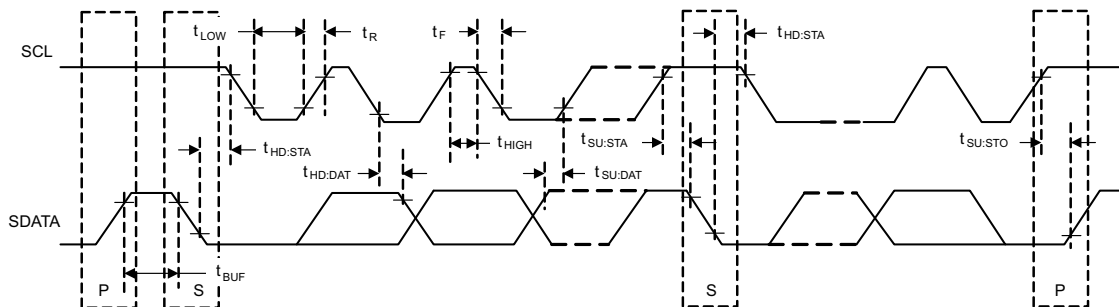 SCL
tLOW
tR
tF
tHD:STA
tHD:STA
tHIGH
tSU:STA
tSU:STO
tHD:DAT
tSU:DAT
SDATA
tBUF
P
S
S
P